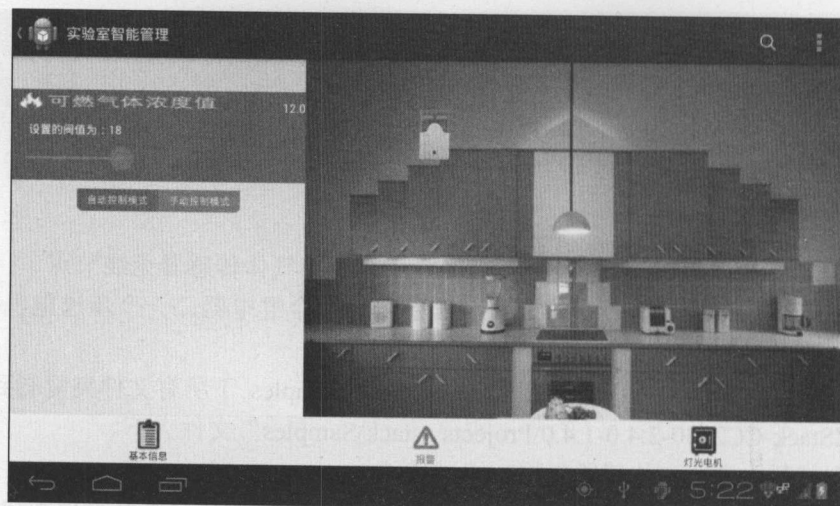 实验室智能管理
可燃气体浓度值 12.0
设置的阀值为：18
自动控制模式 手动控制模式
基本信息 报警 灯光电机
5:22